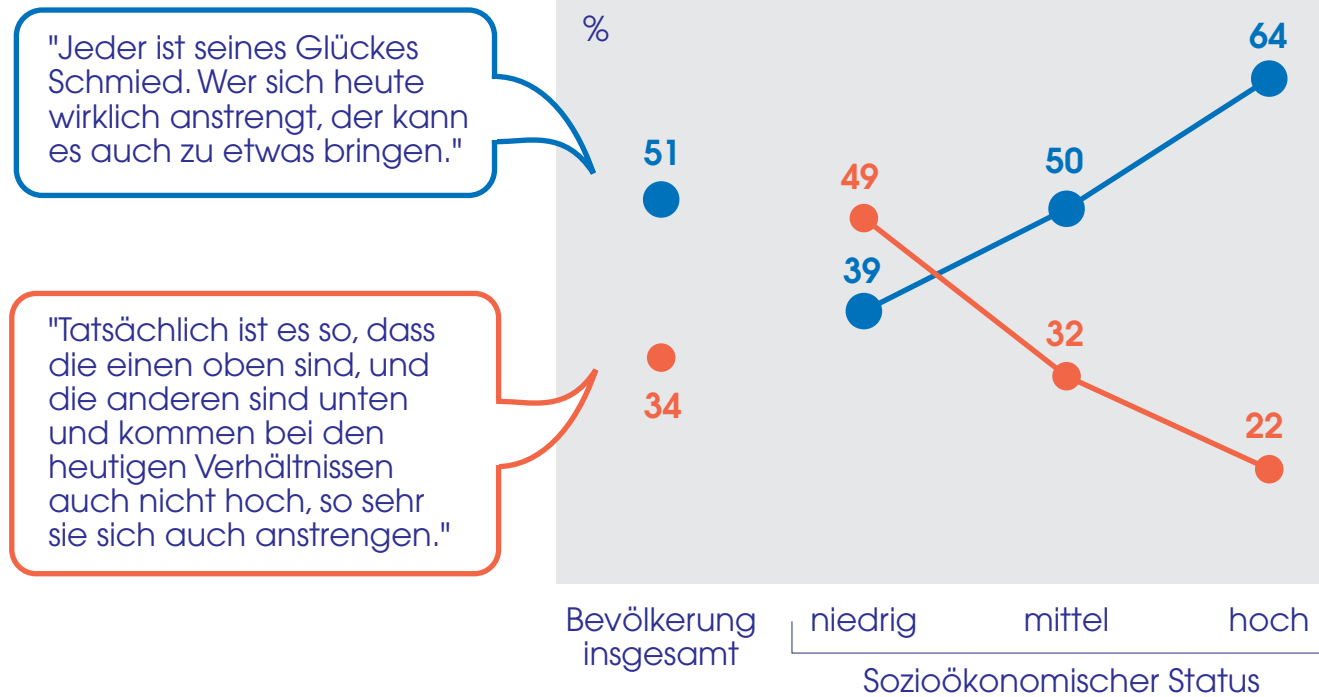 "Jeder ist seines Glückes
Schmied. Wer sich heute
wirklich anstrengt, der kann
es auch zu etwas bringen."
"Tatsächlich ist es so, dass
die einen oben sind, und
die anderen sind unten
und kommen bei den
heutigen Verhältnissen
auch nicht hoch, so sehr
sie sich auch anstrengen."
%
64
51
50
49
39
32
34
22
Bevölkerung
insgesamt
niedrig mittel hoch
Sozioökonomischer Status